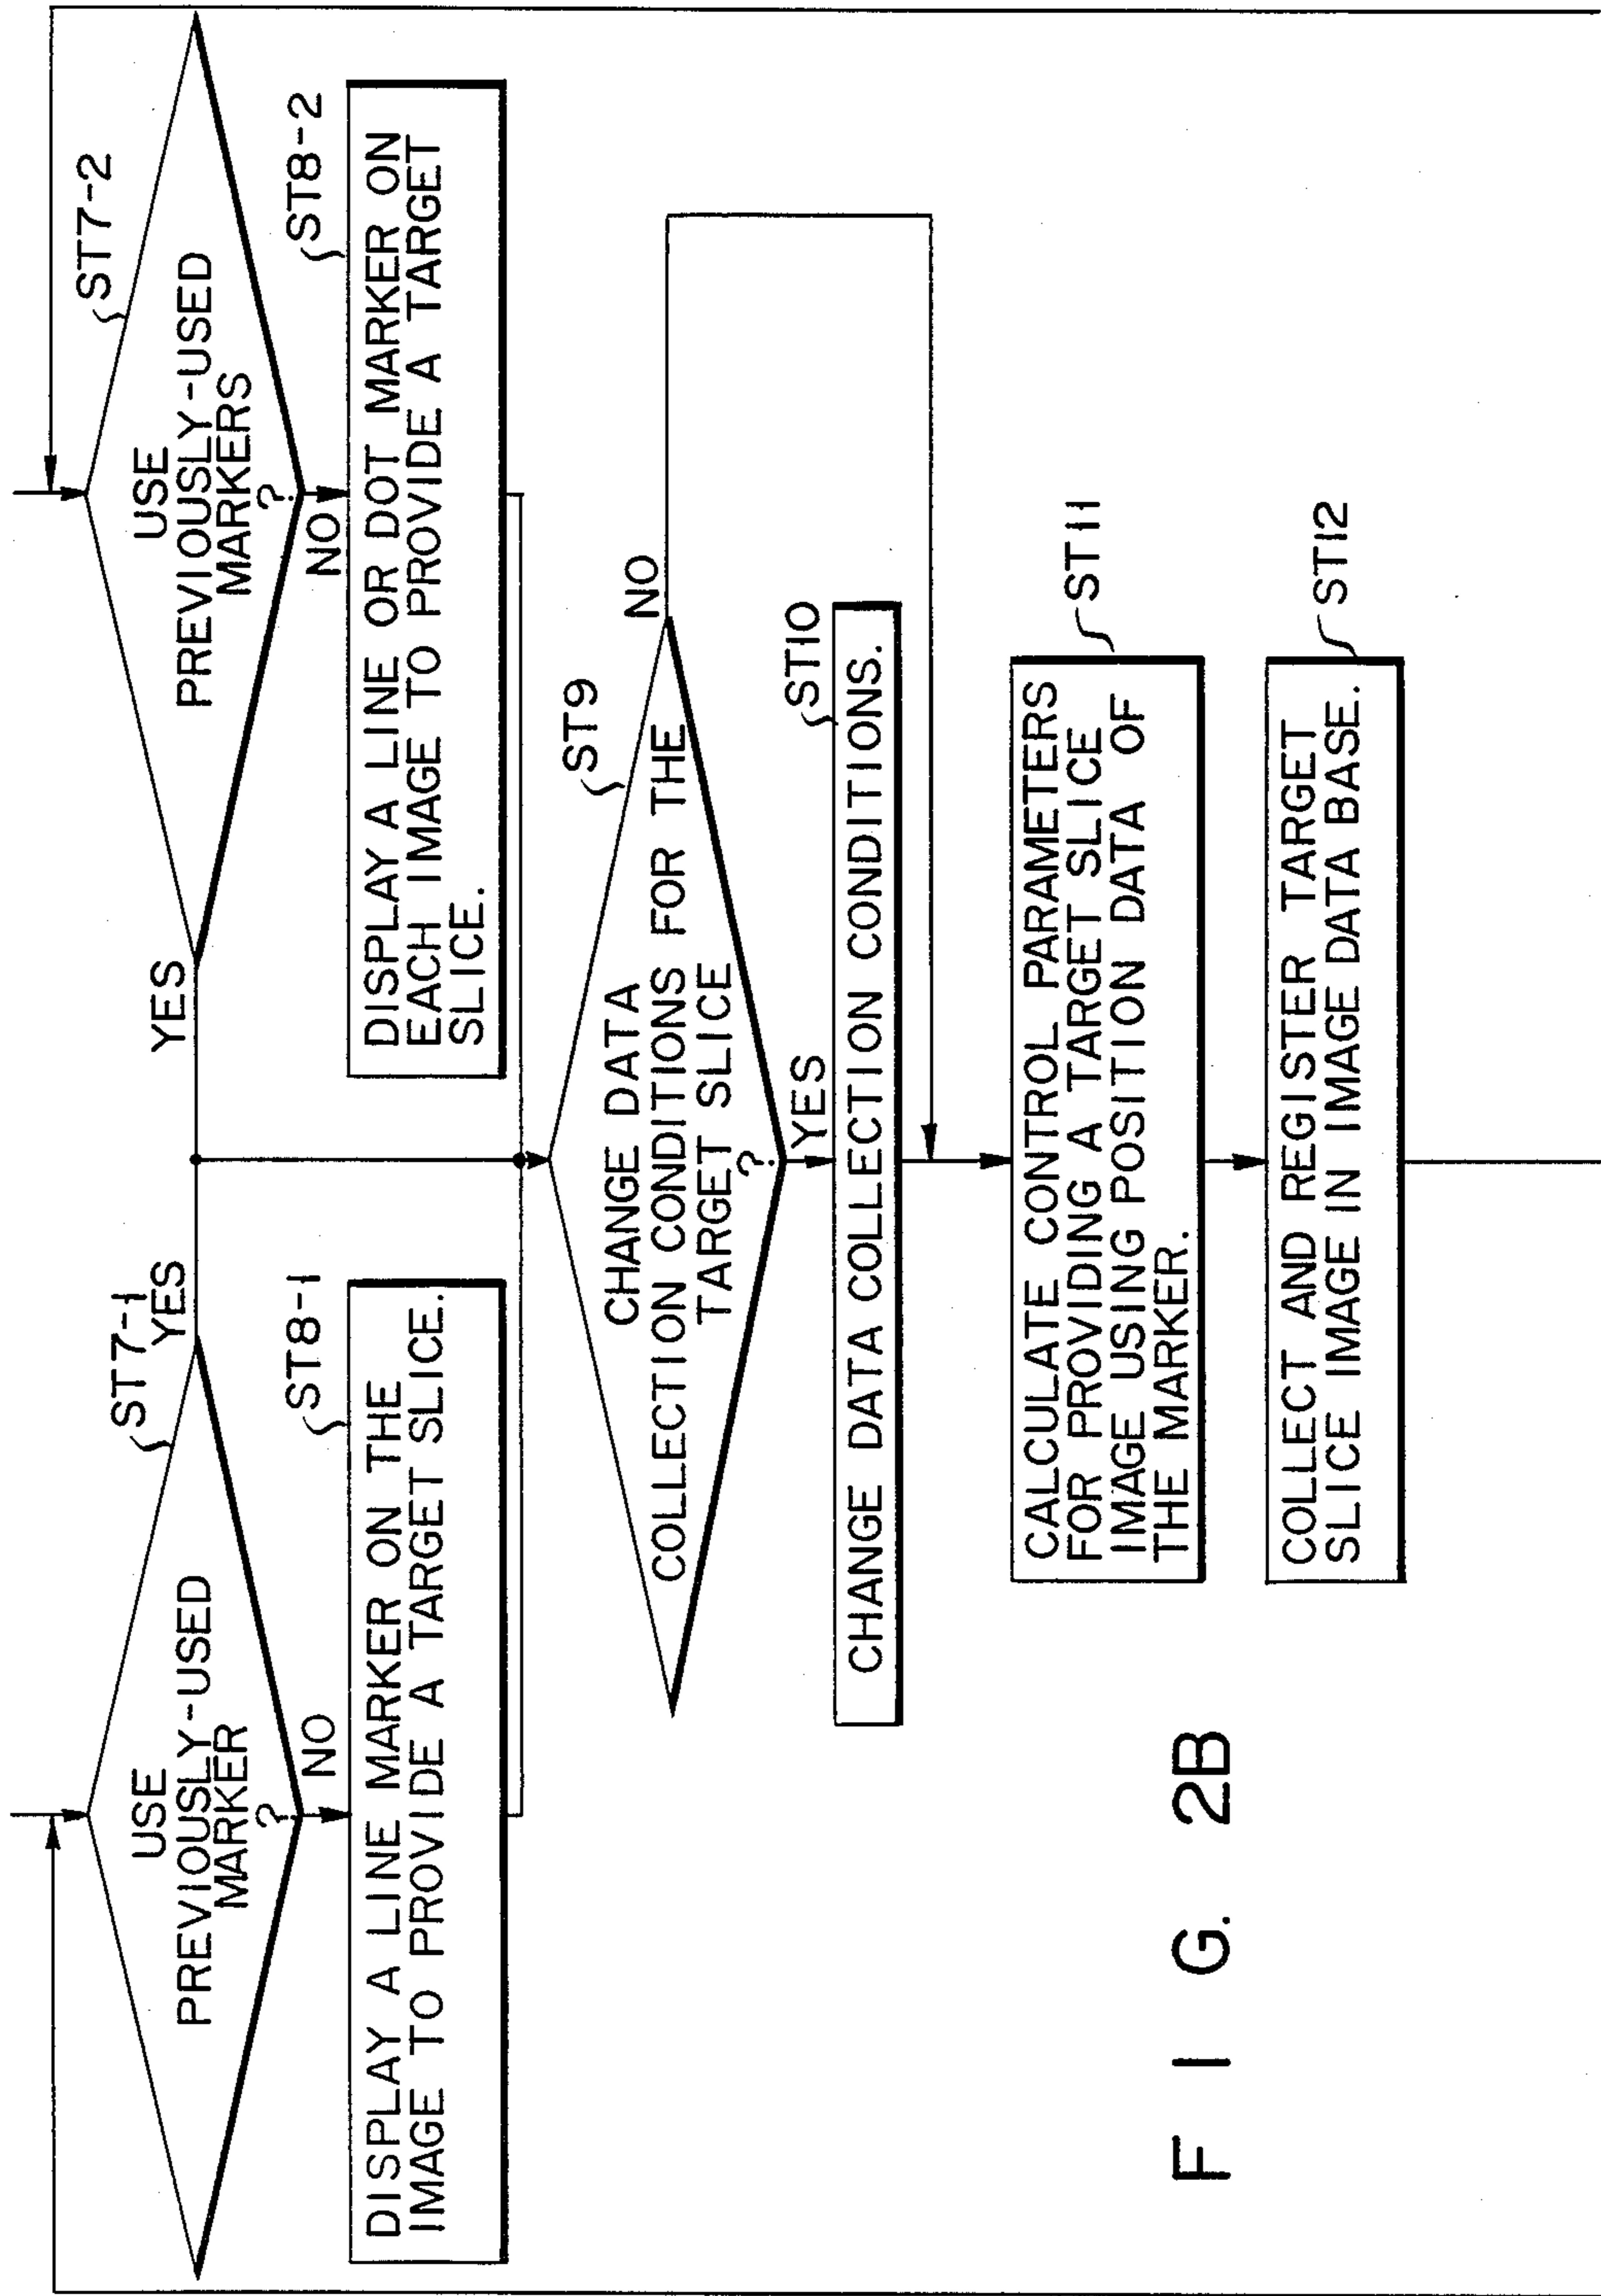 ST7-1
USE
PREVIOUSLY-USED
MARKER
?
YES
NO
ST7-2
USE
PREVIOUSLY-USED
MARKERS
?
YES
NO
ST8-1
DISPLAY A LINE MARKER ON THE
IMAGE TO PROVIDE A TARGET SLICE.
ST8-2
DISPLAY A LINE OR DOT MARKER ON
EACH IMAGE TO PROVIDE A TARGET
SLICE.
ST9
CHANGE DATA
COLLECTION CONDITIONS FOR THE
TARGET SLICE
?
NO
YES
ST10
CHANGE DATA COLLECTION CONDITIONS.
ST11
CALCULATE CONTROL PARAMETERS
FOR PROVIDING A TARGET SLICE
IMAGE USING POSITION DATA OF
THE MARKER.
ST12
COLLECT AND REGISTER TARGET
SLICE IMAGE IN IMAGE DATA BASE.
F I G. 2B